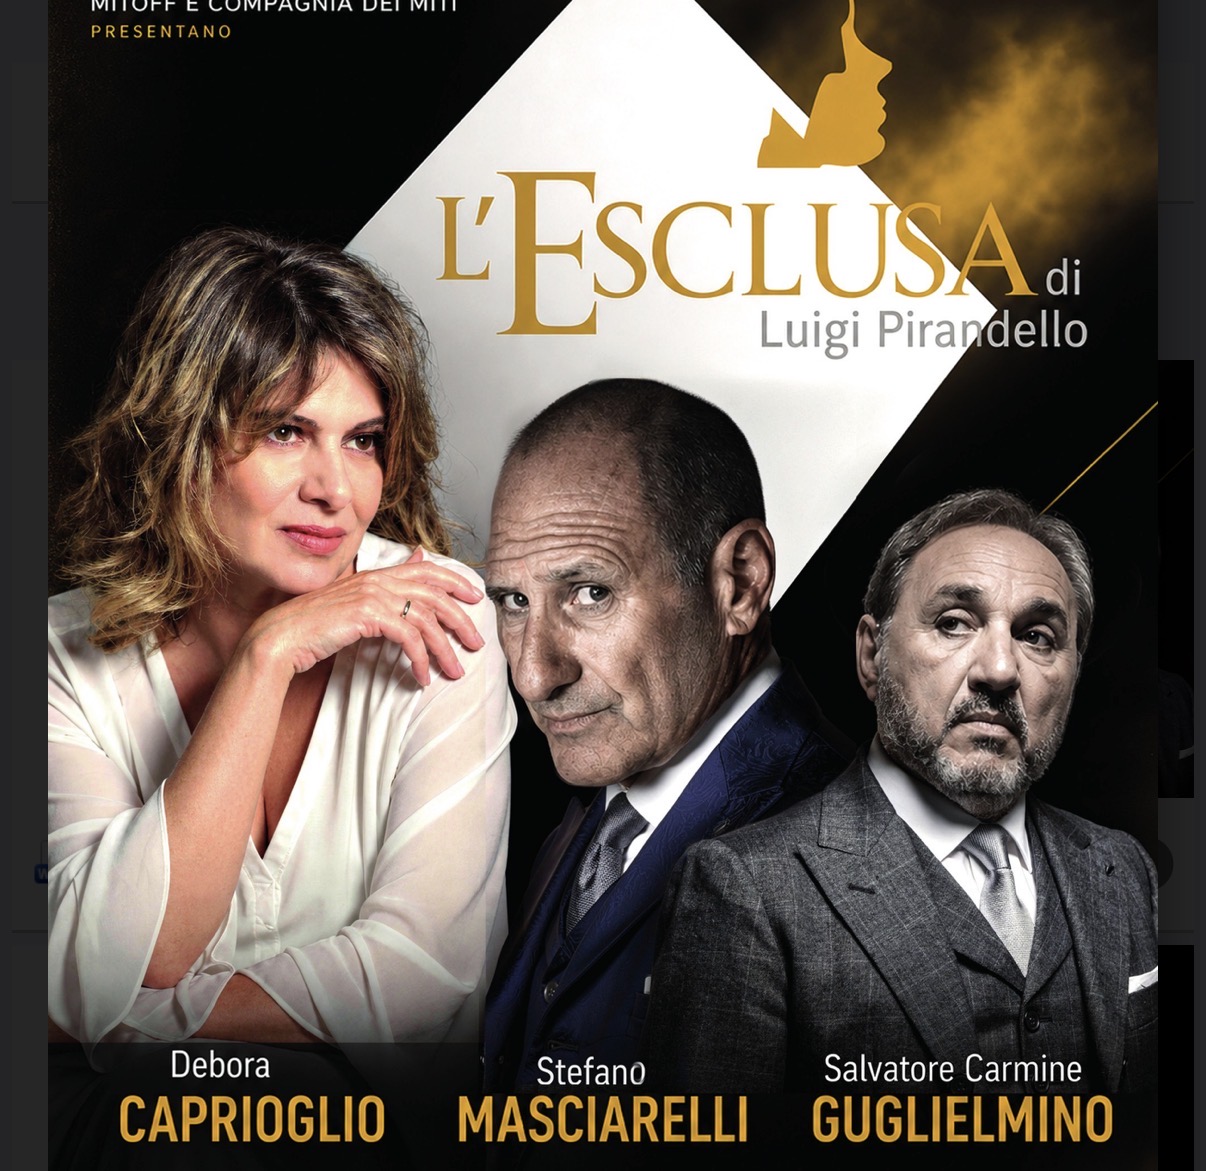 MITOFF E COMPAGNIA DEI MITI
PRESENTANO
L'ESCLUSA di
Luigi Pirandello
Debora
CAPRIOGLIO
Stefano
MASCIARELLI
Salvatore Carmine
GUGLIELMINO